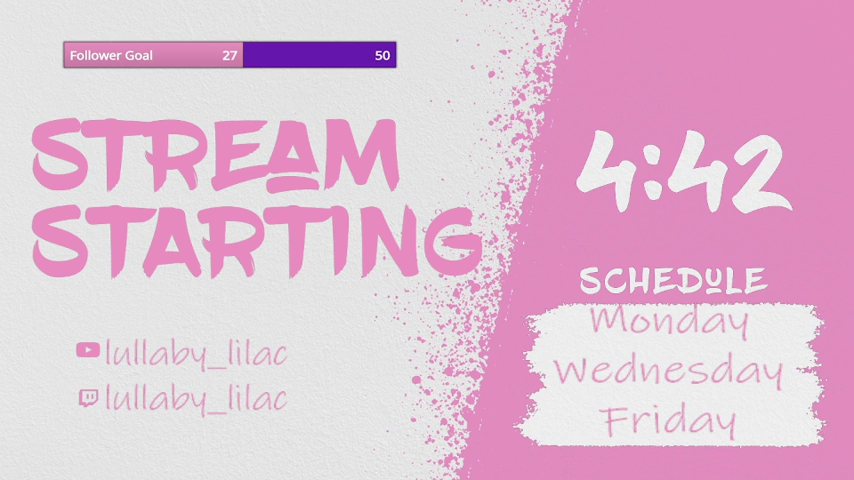 Follower Goal 27 50
STREAM
STARTING
lullaby_lilac
lullaby_lilac
4:42
SCHEDULE
Monday
Wednesday
Friday